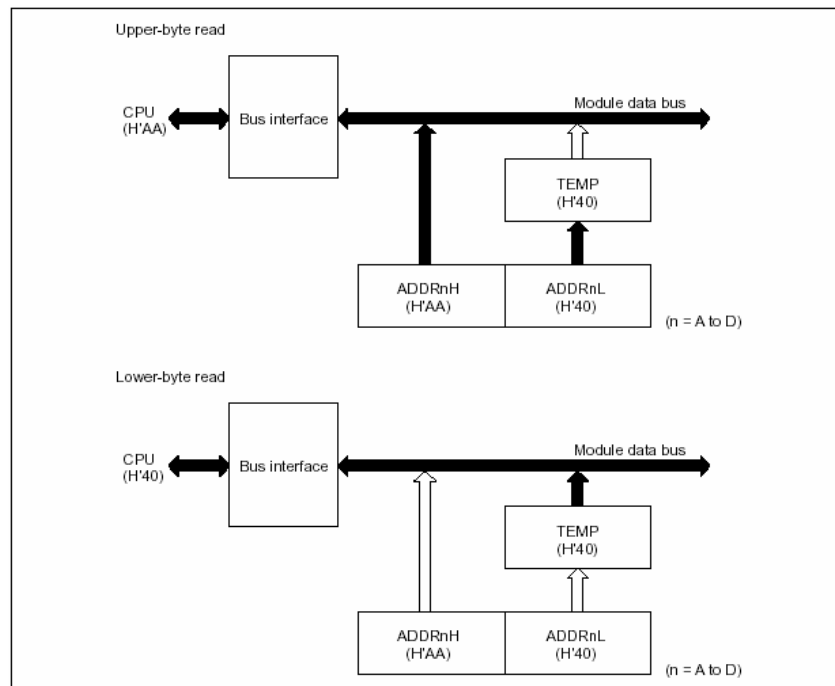 Upper-byte read
CPU
(H'AA)
Bus interface
Module data bus
TEMP
(H'40)
ADDRnH
(H'AA)
ADDRnL
(H'40)
(n = A to D)
Lower-byte read
CPU
(H'40)
Bus interface
Module data bus
TEMP
(H'40)
ADDRnH
(H'AA)
ADDRnL
(H'40)
(n = A to D)